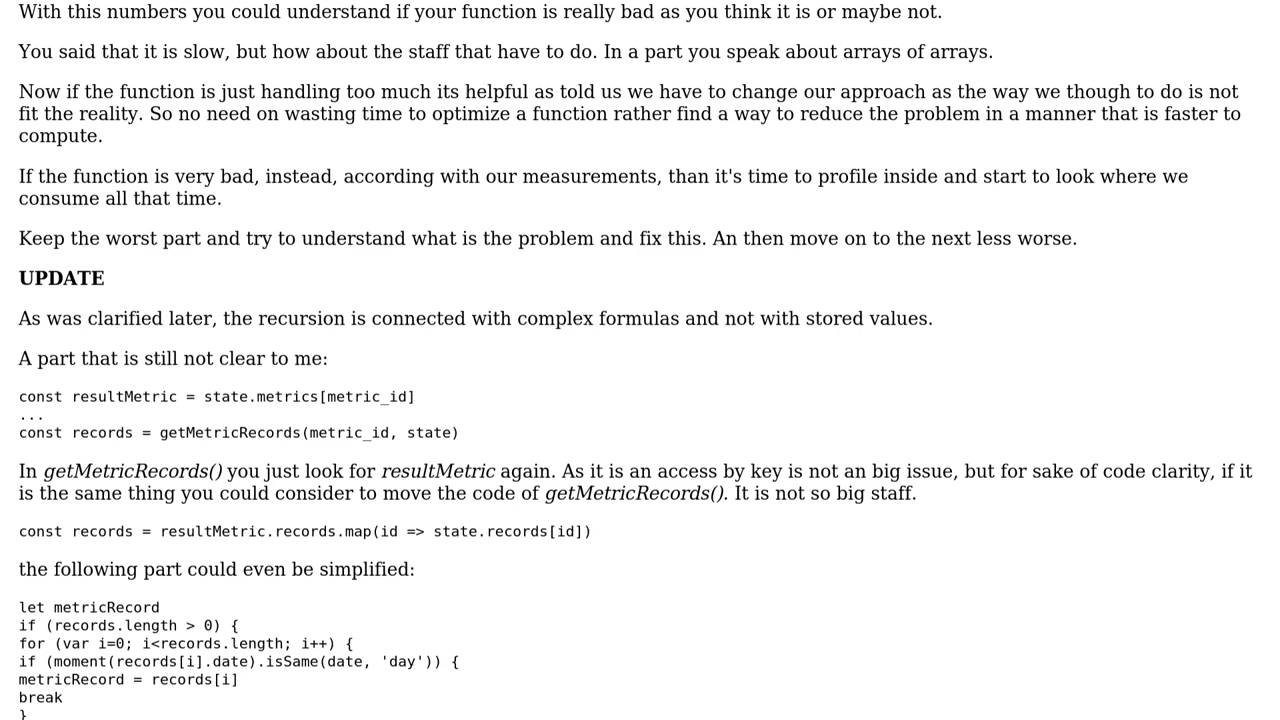 With this numbers you could understand if your function is really bad as you think it is or maybe not.
You said that it is slow, but how about the staff that have to do. In a part you speak about arrays of arrays.
Now if the function is just handling too much its helpful as told us we have to change our approach as the way we though to do is not
fit the reality. So no need on wasting time to optimize a function rather find a way to reduce the problem in a manner that is faster to
compute.
If the function is very bad, instead, according with our measurements, than it's time to profile inside and start to look where we
consume all that time.
Keep the worst part and try to understand what is the problem and fix this. An then move on to the next less worse.
UPDATE
As was clarified later, the recursion is connected with complex formulas and not with stored values.
A part that is still not clear to me:
const resultMetric = state.metrics[metric_id]
...
const records = getMetricRecords(metric_id, state)
In getMetricRecords() you just look for resultMetric again. As it is an access by key is not an big issue, but for sake of code clarity, if it
is the same thing you could consider to move the code of getMetricRecords(). It is not so big staff.
const records = resultMetric.records.map(id => state.records[id])
the following part could even be simplified:
let metricRecord
if (records.length > 0) {
for (var i=0; i<records.length; i++) {
if (moment(records[i].date).isSame(date, 'day')) {
metricRecord = records[i]
break
}